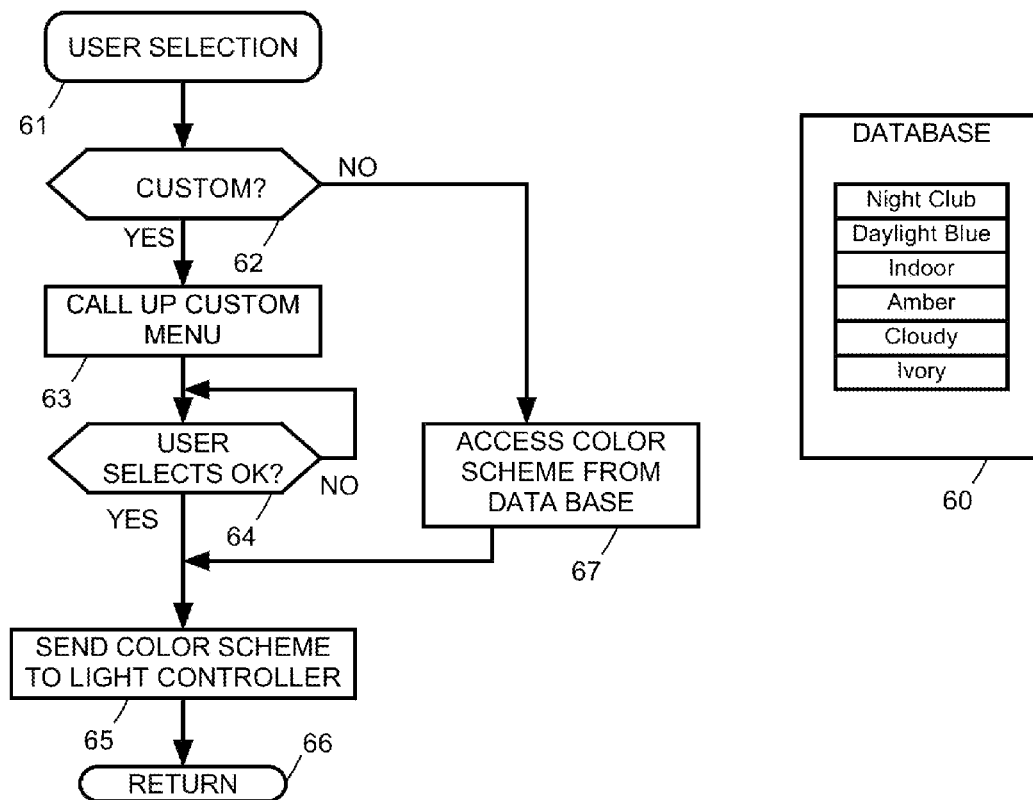 USER SELECTION
61
CUSTOM?
NO
YES
62
CALL UP CUSTOM
MENU
63
USER
SELECTS OK?
NO
YES
64
ACCESS COLOR
SCHEME FROM
DATA BASE
67
SEND COLOR SCHEME
TO LIGHT CONTROLLER
65
RETURN
66
DATABASE
Night Club
Daylight Blue
Indoor
Amber
Cloudy
Ivory
60